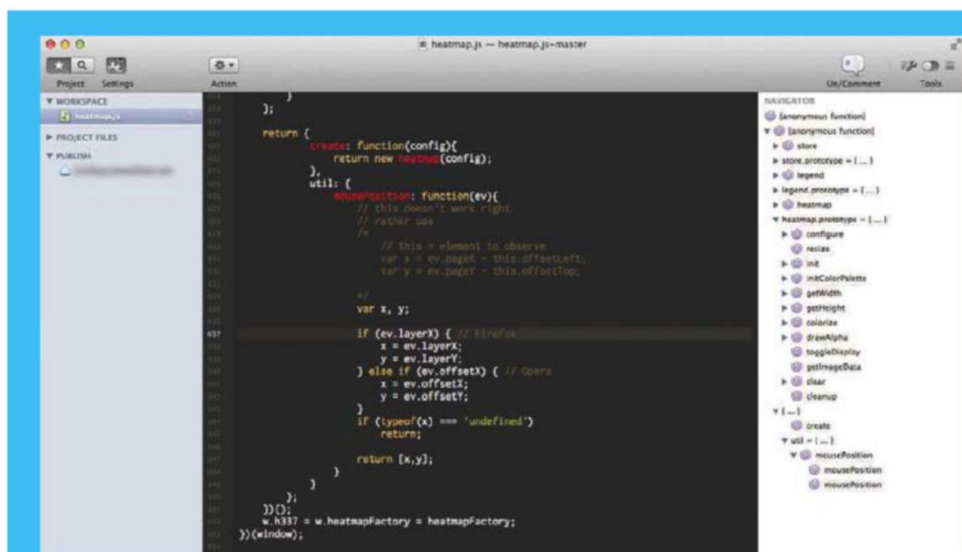 heatmap.js — heatmap.js-master
Project Settings Action Un/Comment Tools
WORKSPACE
heatmap.js
PROJECT FILES
PUBLISH
}
};
return {
create: function(config){
return new heatmap(config);
},
util: {
mousePosition: function(ev){
// this doesn't work right
// rather use
/*
// this = element to observe
var x = ev.pageX - this.offsetLeft;
var y = ev.pageY - this.offsetTop;
*/
var x, y;
437 if (ev.layerX) { // Firefox
x = ev.layerX;
y = ev.layerY;
} else if (ev.offsetX) { // Opera
x = ev.offsetX;
y = ev.offsetY;
}
if (typeof(x) === 'undefined')
return;
return [x,y];
}
}
};
})();
w.h337 = w.heatmapFactory = heatmapFactory;
})(window);
NAVIGATOR
[anonymous function]
[anonymous function]
store
store.prototype = { ... }
legend
legend.prototype = { ... }
heatmap
heatmap.prototype = { ... }
configure
resize
init
initColorPalette
getWidth
getHeight
colorize
drawAlpha
toggleDisplay
getImageData
clear
cleanup
{ ... }
create
util = { ... }
mousePosition
mousePosition
mousePosition